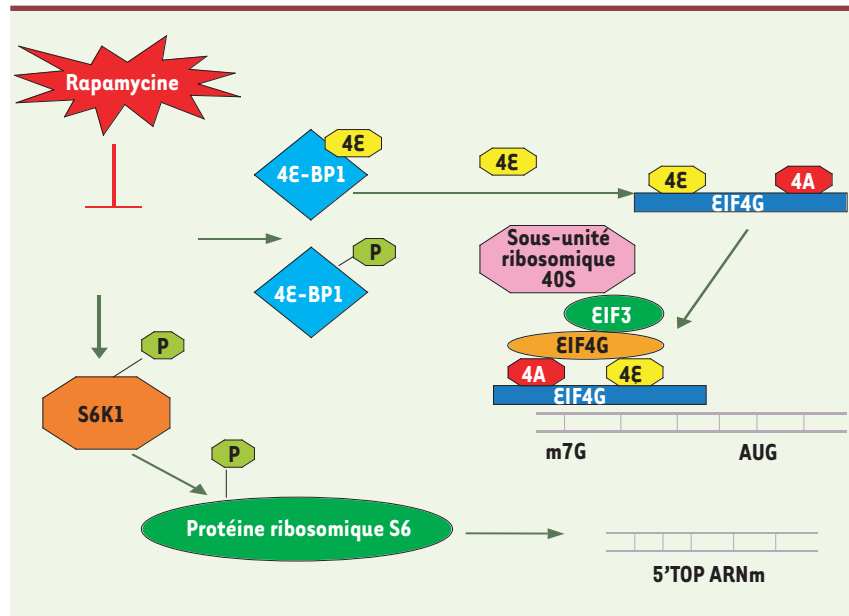 Rapamycine
4E
4E-BP1
4E
4E
4A
EIF4G
P
4E-BP1
Sous-unité
ribosomique
40S
EIF3
EIF4G
4A
4E
EIF4G
m7G
AUG
P
S6K1
P
Protéine ribosomique S6
5'TOP ARNm